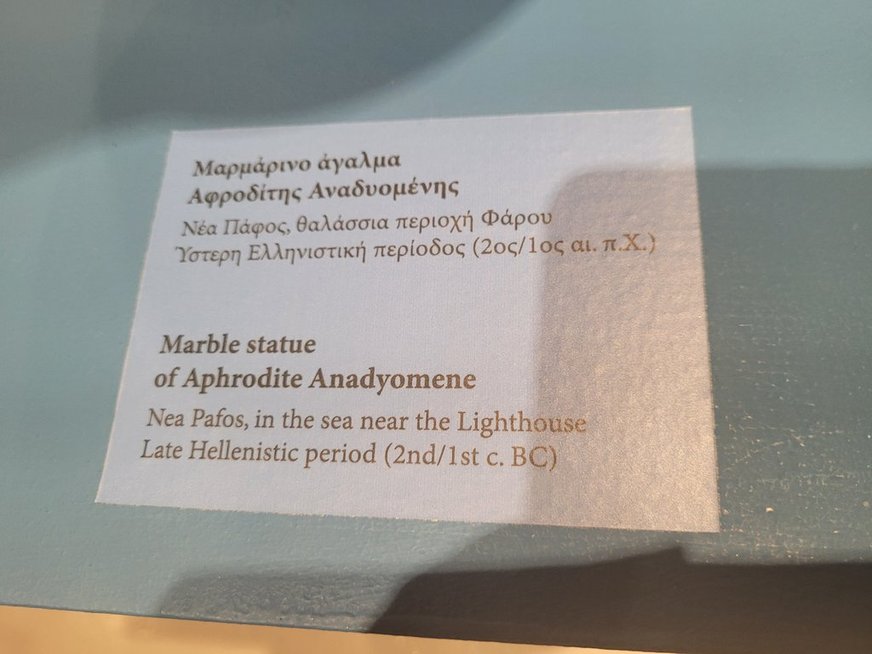 Μαρμάρινο άγαλμα
Αφροδίτης Αναδυομένης
Νέα Πάφος, θαλάσσια περιοχή Φάρου
Ύστερη Ελληνιστική περίοδος (2ος/1ος αι. π.Χ.)
Marble statue
of Aphrodite Anadyomene
Nea Pafos, in the sea near the Lighthouse
Late Hellenistic period (2nd/1st c. BC)